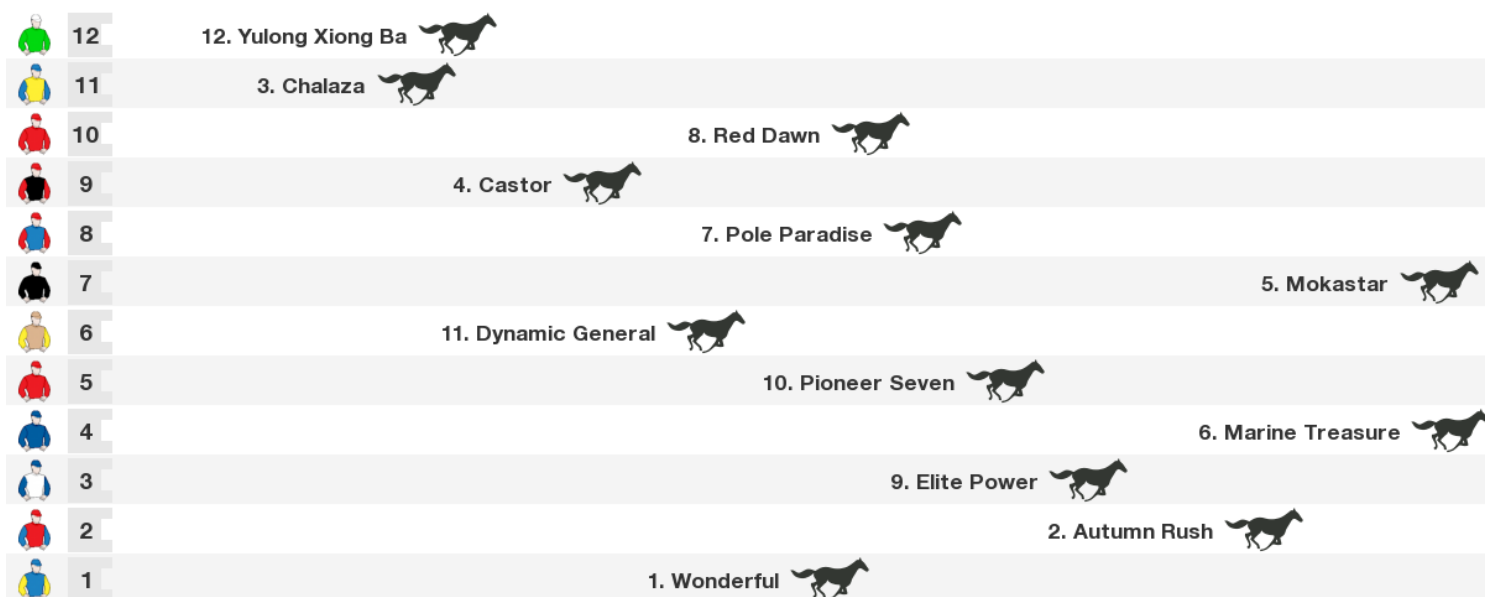 12 12. Yulong Xiong Ba
11 3. Chalaza
10 8. Red Dawn
9 4. Castor
8 7. Pole Paradise
7 5. Mokastar
6 11. Dynamic General
5 10. Pioneer Seven
4 6. Marine Treasure
3 9. Elite Power
2 2. Autumn Rush
1 1. Wonderful